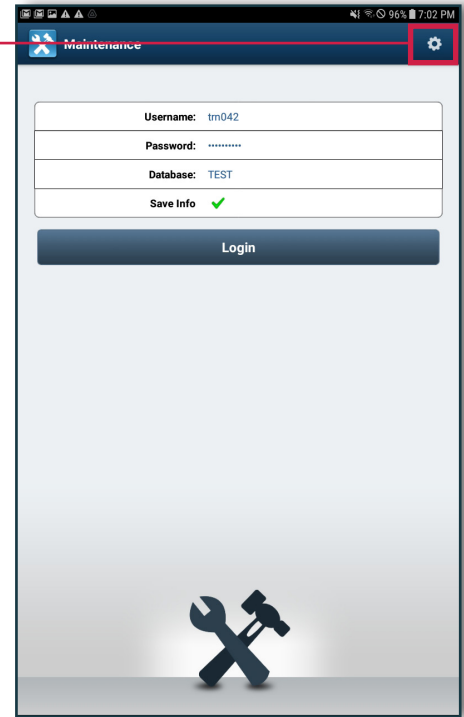 96% 7:02 PM
Maintenance
Username: trn042
Password: ••••••••••
Database: TEST
Save Info
Login